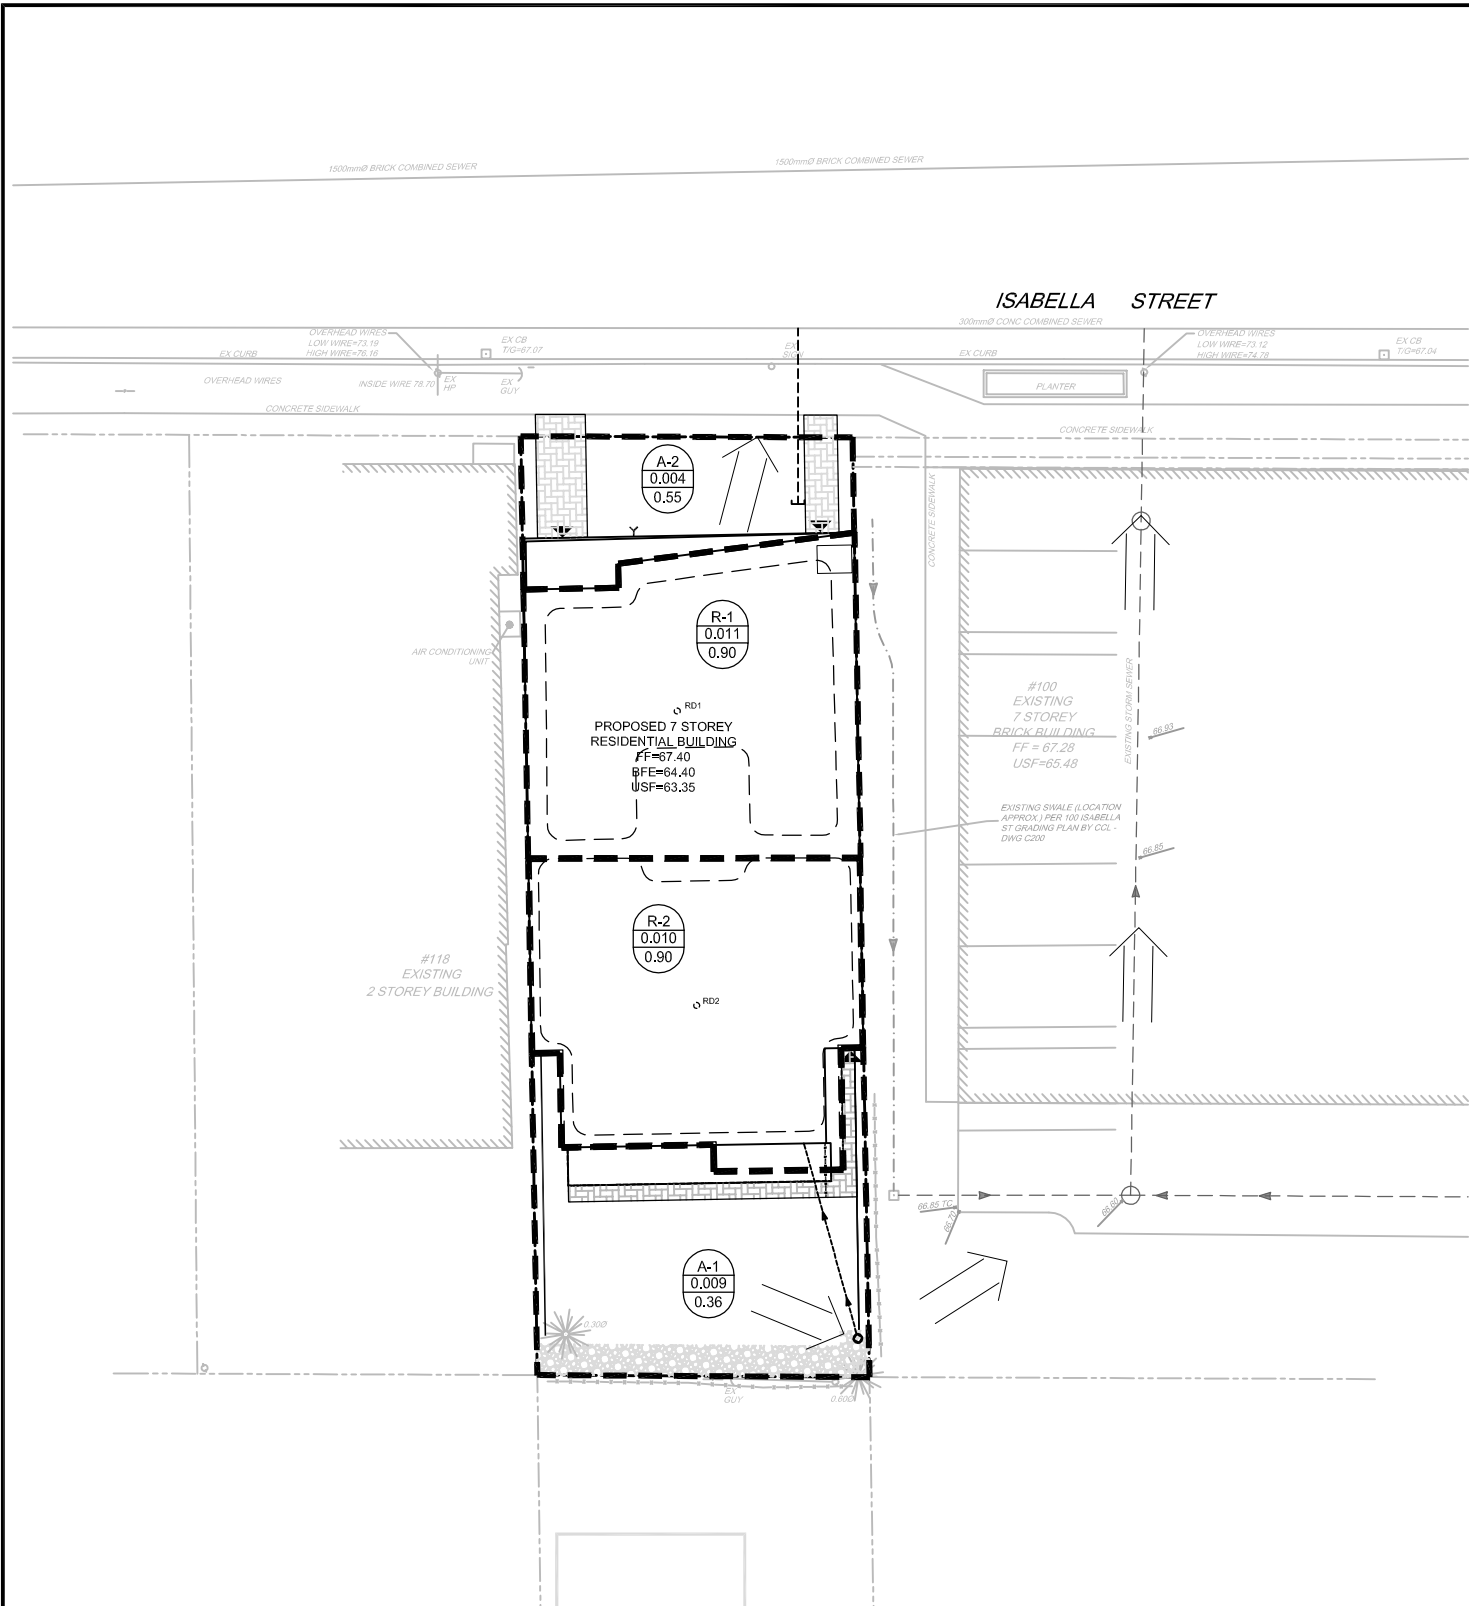 1500mmØ BRICK COMBINED SEWER
1500mmØ BRICK COMBINED SEWER
ISABELLA STREET
300mmØ CONC COMBINED SEWER
OVERHEAD WIRES
LOW WIRE=73.19
HIGH WIRE=76.16
EX CB
T/G=67.07
EX
SIGN
OVERHEAD WIRES
LOW WIRE=73.12
HIGH WIRE=74.78
EX CB
T/G=67.04
EX CURB
EX CURB
OVERHEAD WIRES
INSIDE WIRE 78.70
EX
HP
EX
GUY
PLANTER
CONCRETE SIDEWALK
CONCRETE SIDEWALK
A-2
0.004
0.55
CONCRETE SIDEWALK
R-1
0.011
0.90
AIR CONDITIONING
UNIT
EXISTING STORM SEWER
#100
EXISTING
7 STOREY
BRICK BUILDING
FF = 67.28
USF=65.48
66.93
RD1
PROPOSED 7 STOREY
RESIDENTIAL BUILDING
FF=67.40
BFE=64.40
USF=63.35
EXISTING SWALE (LOCATION
APPROX.) PER 100 ISABELLA
ST GRADING PLAN BY CCL -
DWG C200
66.85
R-2
0.010
0.90
#118
EXISTING
2 STOREY BUILDING
RD2
66.85 TC
66.70
66.60
A-1
0.009
0.36
0.30Ø
EX
GUY
0.60Ø